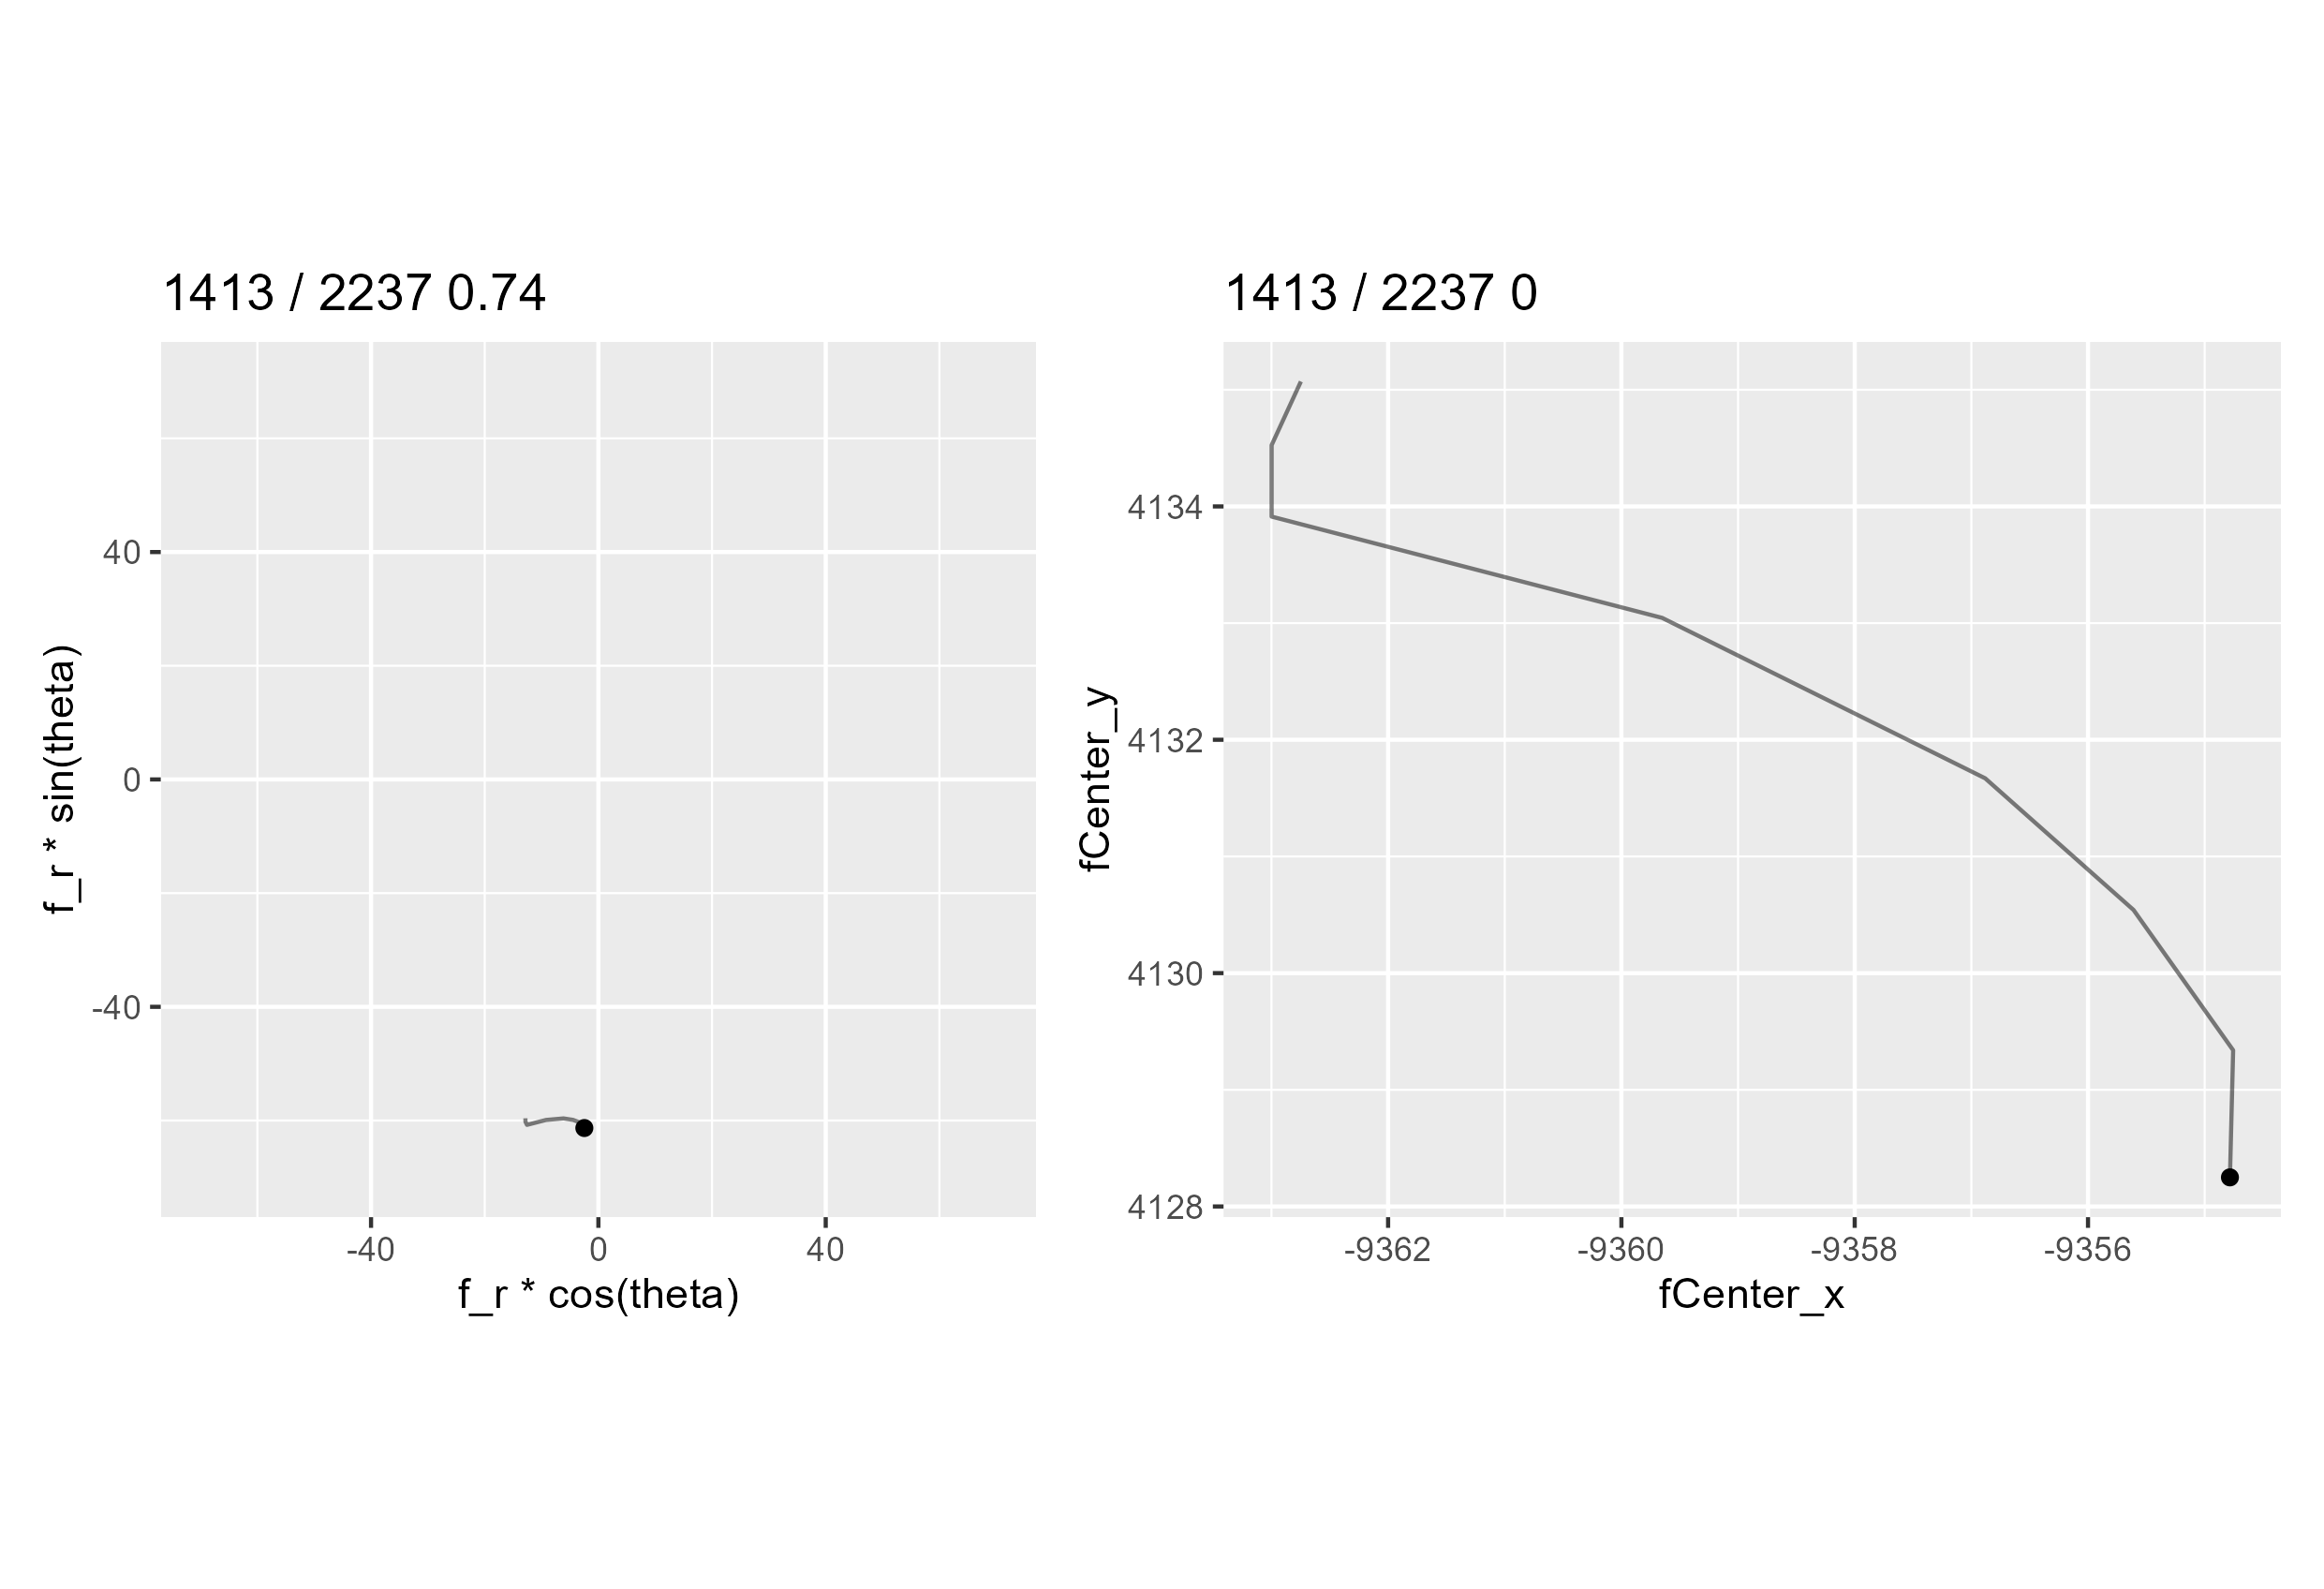 1413 / 2237 0.74
f_r * sin(theta)
40
0
-40
-40
0
40
f_r * cos(theta)
1413 / 2237 0
fCenter_y
4134
4132
4130
4128
-9362
-9360
-9358
-9356
fCenter_x